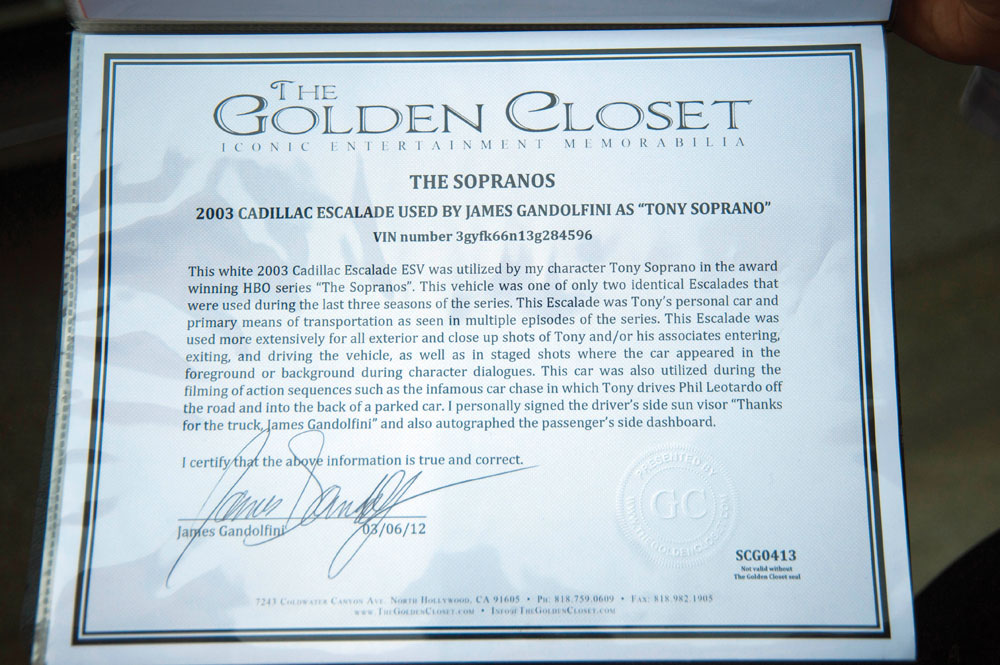 THE
GOLDEN CLOSET
ICONIC ENTERTAINMENT MEMORABILIA
THE SOPRANOS
2003 CADILLAC ESCALADE USED BY JAMES GANDOLFINI AS “TONY SOPRANO”
VIN number 3gyfk66n13g284596
This white 2003 Cadillac Escalade ESV was utilized by my character Tony Soprano in the award
winning HBO series “The Sopranos”. This vehicle was one of only two identical Escalades that
were used during the last three seasons of the series. This Escalade was Tony’s personal car and
primary means of transportation as seen in multiple episodes of the series. This Escalade was
used more extensively for all exterior and close up shots of Tony and/or his associates entering,
exiting, and driving the vehicle, as well as in staged shots where the car appeared in the
foreground or background during character dialogues. This car was also utilized during the
filming of action sequences such as the infamous car chase in which Tony drives Phil Leotardo off
the road and into the back of a parked car. I personally signed the driver’s side sun visor “Thanks
for the truck, James Gandolfini” and also autographed the passenger’s side dashboard.
I certify that the above information is true and correct.
James Gandolfini
James Gandolfini 03/06/12
PRESENTED BY
GC
SCG0413
Not valid without
The Golden Closet seal
7243 Coldwater Canyon Ave. North Hollywood, CA 91605 • Ph: 818.759.0609 • Fax: 818.982.1905
www.TheGoldenCloset.com • Info@TheGoldenCloset.com